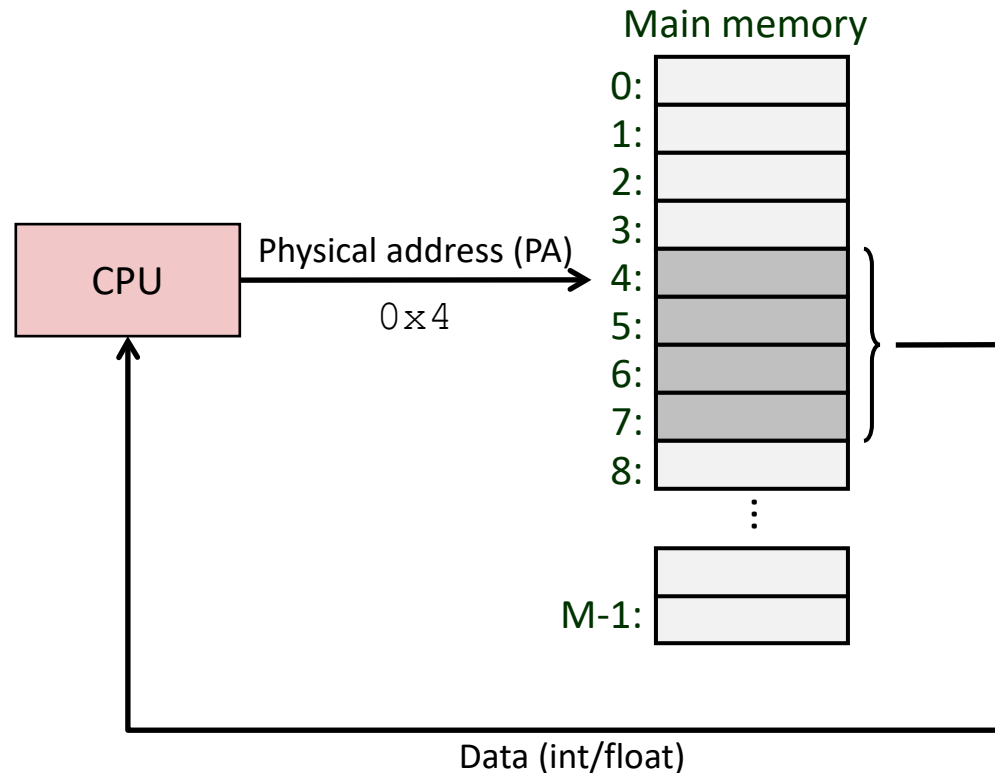 Main memory
0:
1:
2:
3:
CPU
Physical address (PA)
0x4
4:
5:
6:
7:
8:
...
M-1:
Data (int/float)